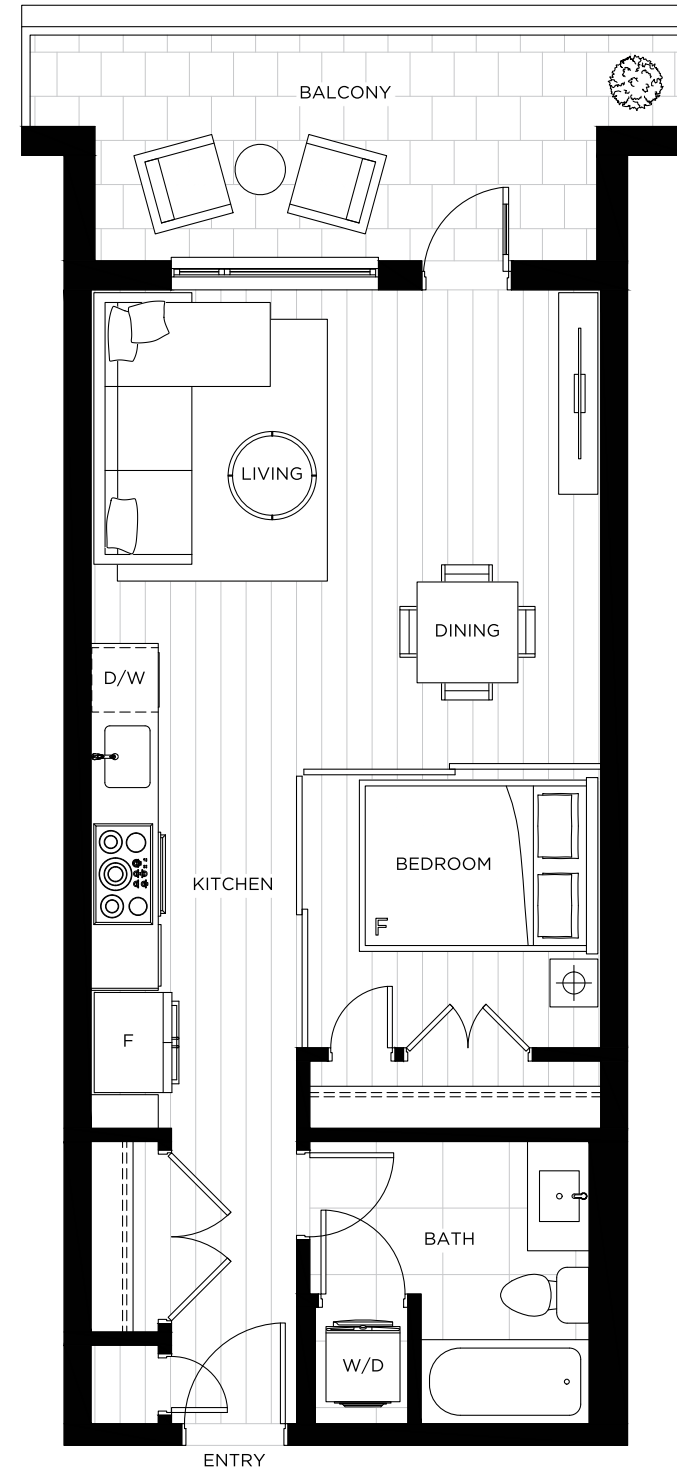 BALCONY
LIVING
DINING
D/W
BEDROOM
KITCHEN
F
F
BATH
W/D
ENTRY